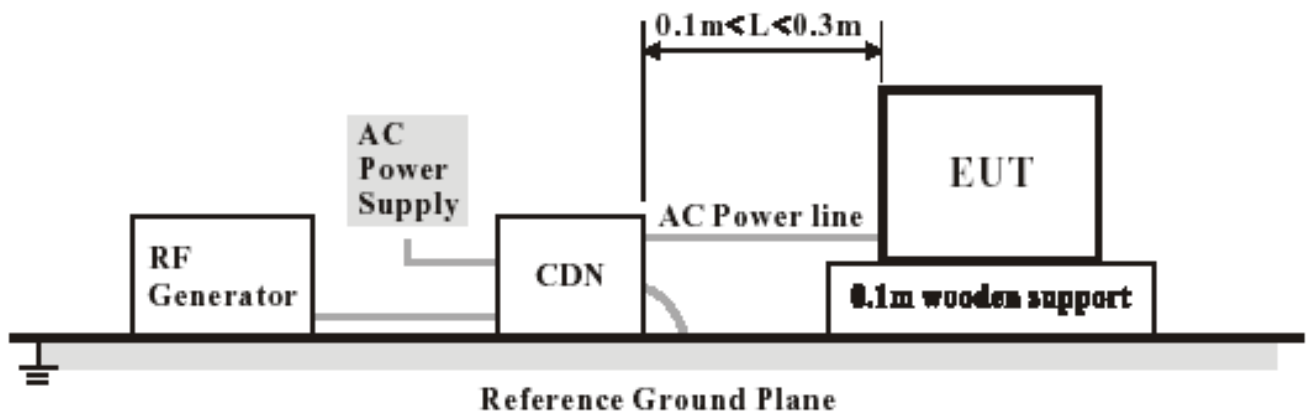 0.1m<L<0.3m
AC
Power
Supply
EUT
AC Power line
RF
Generator
CDN
0.1m wooden support
Reference Ground Plane